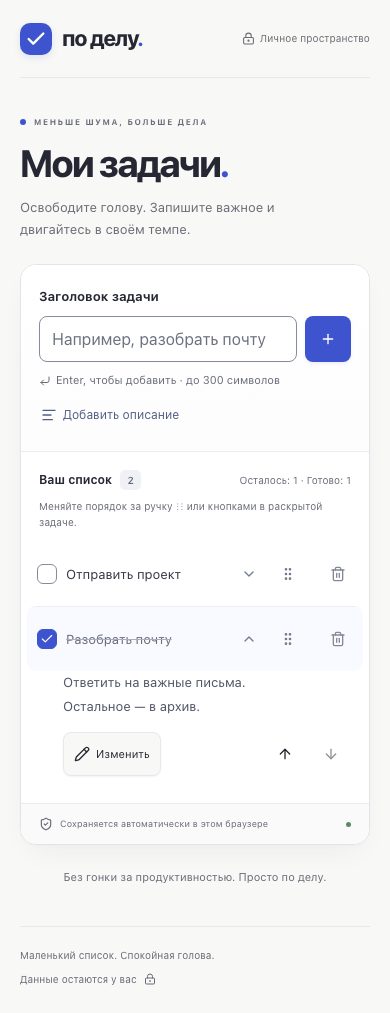 по делу.
Личное пространство
МЕНЬШЕ ШУМА, БОЛЬШЕ ДЕЛА
Мои задачи.
Освободите голову. Запишите важное и
двигайтесь в своём темпе.
Заголовок задачи
Например, разобрать почту
+
Enter, чтобы добавить · до 300 символов
Добавить описание
Ваш список 2
Осталось: 1 · Готово: 1
Меняйте порядок за ручку ⁝⁝ или кнопками в раскрытой
задаче.
Отправить проект
Разобрать почту
Ответить на важные письма.
Остальное — в архив.
Изменить
Сохраняется автоматически в этом браузере
Без гонки за продуктивностью. Просто по делу.
Маленький список. Спокойная голова.
Данные остаются у вас